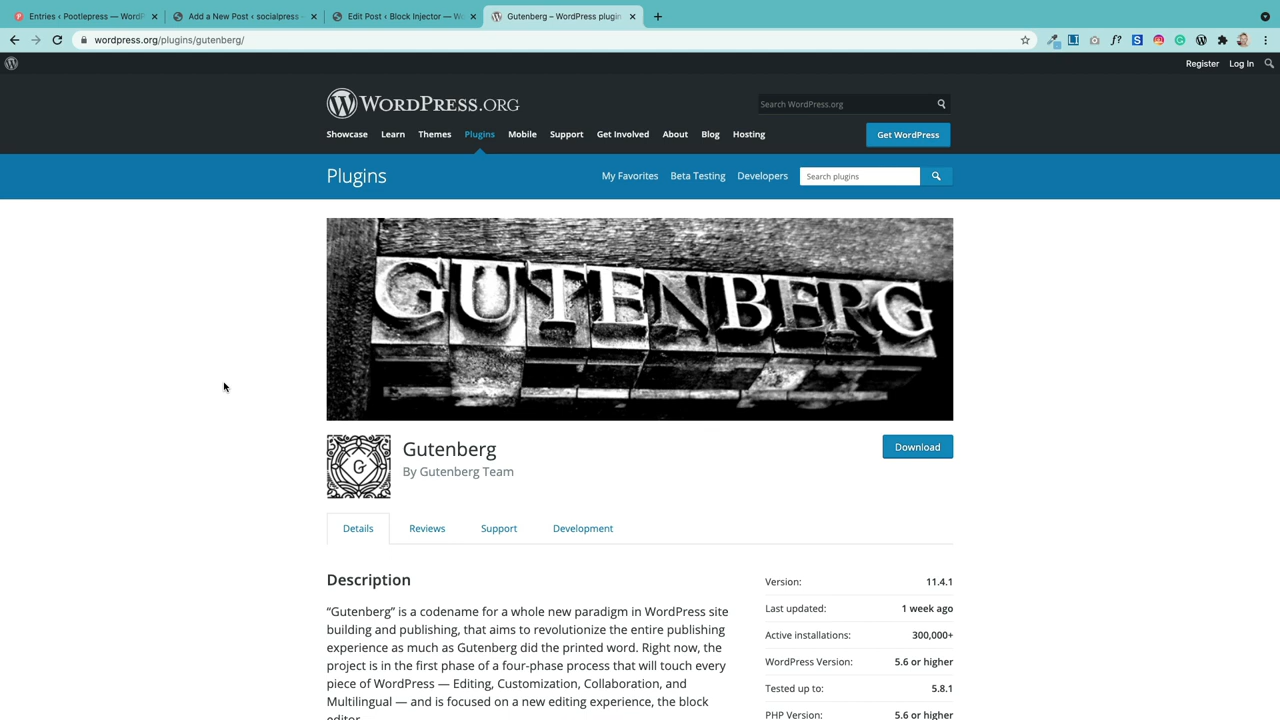 Entries ‹ Pootlepress — WordP
Add a New Post ‹ socialpress -
Edit Post ‹ Block Injector — W
Gutenberg – WordPress plugin
wordpress.org/plugins/gutenberg/
Register
Log In
WORDPRESS.ORG
Search WordPress.org
Showcase
Learn
Themes
Plugins
Mobile
Support
Get Involved
About
Blog
Hosting
Get WordPress
Plugins
My Favorites
Beta Testing
Developers
Search plugins
GUTENBERG
G
Gutenberg
By Gutenberg Team
Download
Details
Reviews
Support
Development
Description
“Gutenberg” is a codename for a whole new paradigm in WordPress site
building and publishing, that aims to revolutionize the entire publishing
experience as much as Gutenberg did the printed word. Right now, the
project is in the first phase of a four-phase process that will touch every
piece of WordPress — Editing, Customization, Collaboration, and
Multilingual — and is focused on a new editing experience, the block
editor.
Version: 11.4.1
Last updated: 1 week ago
Active installations: 300,000+
WordPress Version: 5.6 or higher
Tested up to: 5.8.1
PHP Version: 5.6 or higher